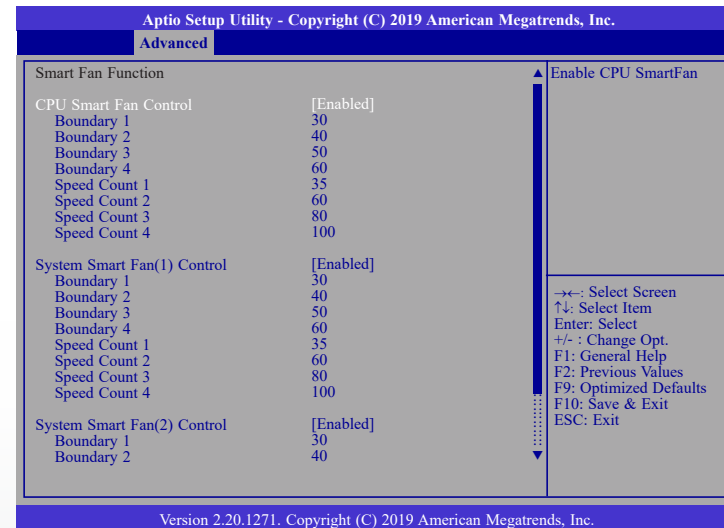 Aptio Setup Utility - Copyright (C) 2019 American Megatrends, Inc.
Advanced
Smart Fan Function
CPU Smart Fan Control [Enabled]
Boundary 1 30
Boundary 2 40
Boundary 3 50
Boundary 4 60
Speed Count 1 35
Speed Count 2 60
Speed Count 3 80
Speed Count 4 100
System Smart Fan(1) Control [Enabled]
Boundary 1 30
Boundary 2 40
Boundary 3 50
Boundary 4 60
Speed Count 1 35
Speed Count 2 60
Speed Count 3 80
Speed Count 4 100
System Smart Fan(2) Control [Enabled]
Boundary 1 30
Boundary 2 40
Enable CPU SmartFan
→←: Select Screen
↑↓: Select Item
Enter: Select
+/- : Change Opt.
F1: General Help
F2: Previous Values
F9: Optimized Defaults
F10: Save & Exit
ESC: Exit
Version 2.20.1271. Copyright (C) 2019 American Megatrends, Inc.